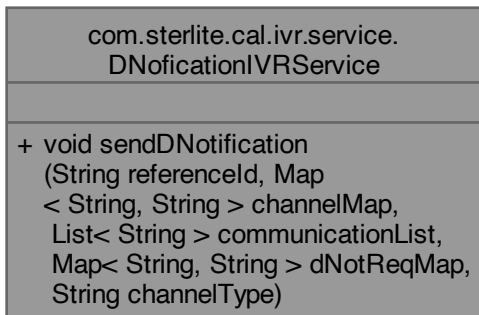 com.sterlite.cal.ivr.service.
DNoficationIVRService
+ void sendDNotification
(String referenceId, Map
< String, String > channelMap,
List< String > communicationList,
Map< String, String > dNotReqMap,
String channelType)